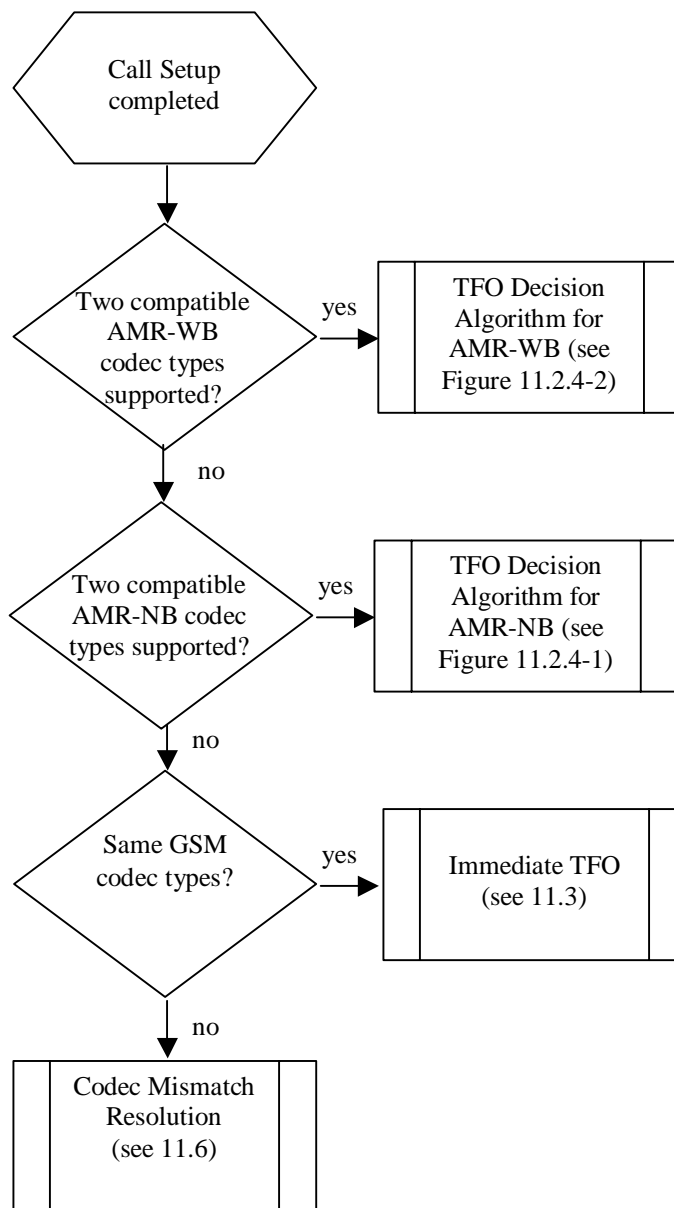 Call Setup
completed
Two compatible
AMR-WB
codec types
supported?
yes
TFO Decision
Algorithm for
AMR-WB (see
Figure 11.2.4-2)
no
Two compatible
AMR-NB codec
types supported?
yes
TFO Decision
Algorithm for
AMR-NB (see
Figure 11.2.4-1)
no
Same GSM
codec types?
yes
Immediate TFO
(see 11.3)
no
Codec Mismatch
Resolution
(see 11.6)